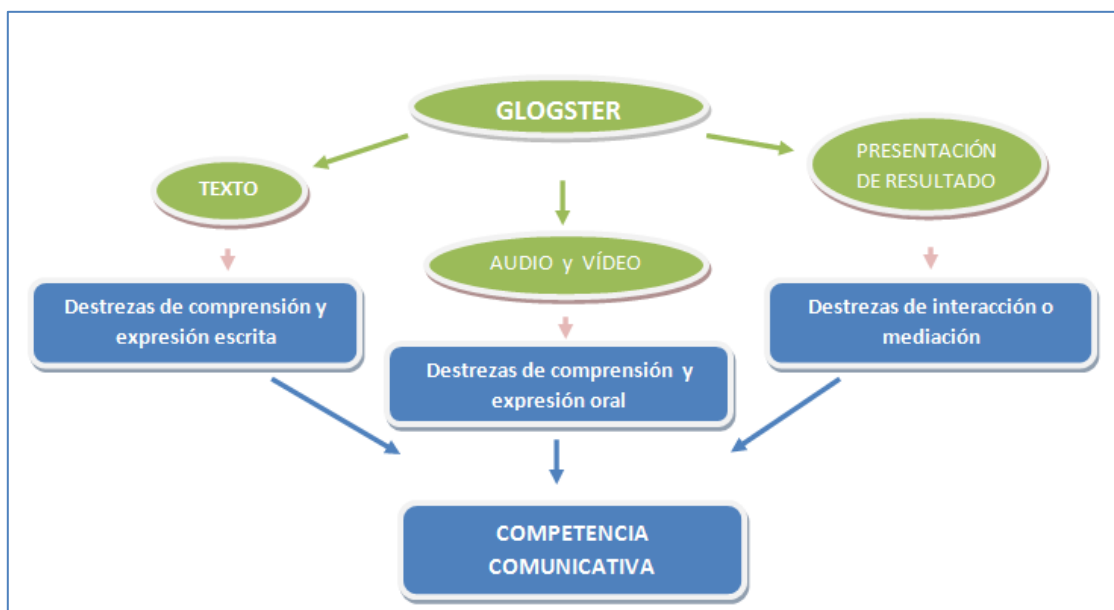 GLOGSTER
TEXTO
PRESENTACIÓN
DE RESULTADO
AUDIO y VÍDEO
Destrezas de comprensión y
expresión escrita
Destrezas de comprensión y
expresión oral
Destrezas de interacción o
mediación
COMPETENCIA
COMUNICATIVA